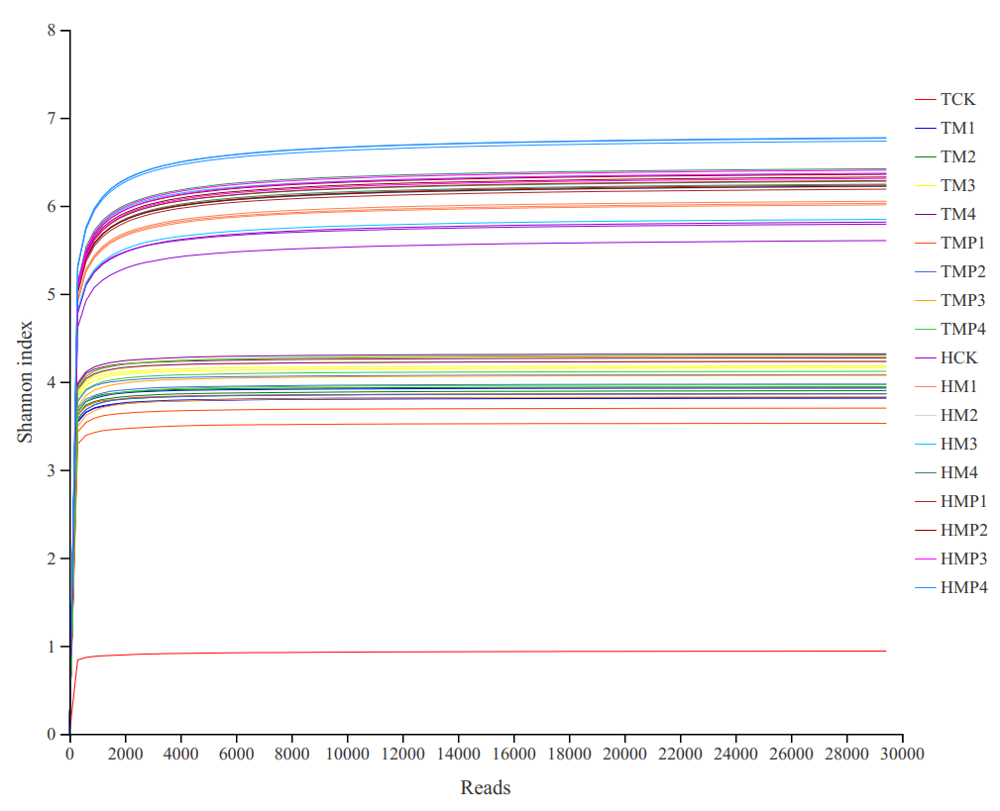 8
7
6
5
4
3
2
1
0
Shannon index
0 2000 4000 6000 8000 10000 12000 14000 16000 18000 20000 22000 24000 26000 28000 30000
Reads
TCK
TM1
TM2
TM3
TM4
TMP1
TMP2
TMP3
TMP4
HCK
HM1
HM2
HM3
HM4
HMP1
HMP2
HMP3
HMP4